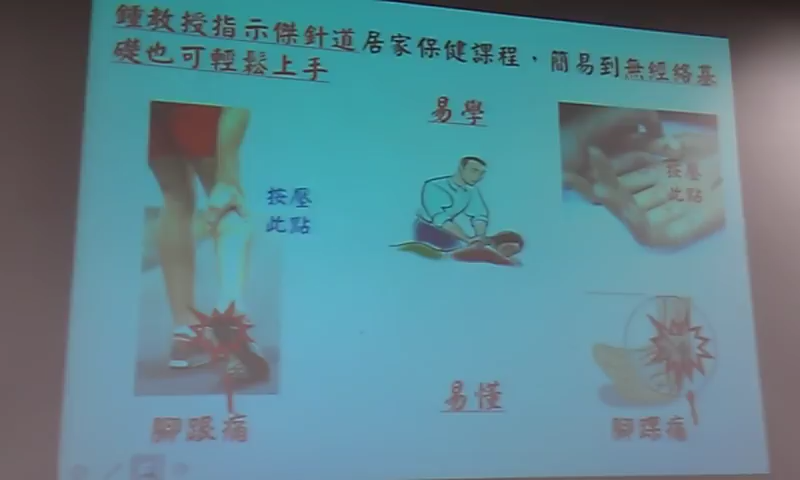 鍾教授指示傑針道居家保健課程，簡易到無經絡基
礎也可輕鬆上手
易學
按壓
此點
按壓
此點
易懂
腳跟痛
腳踝痛